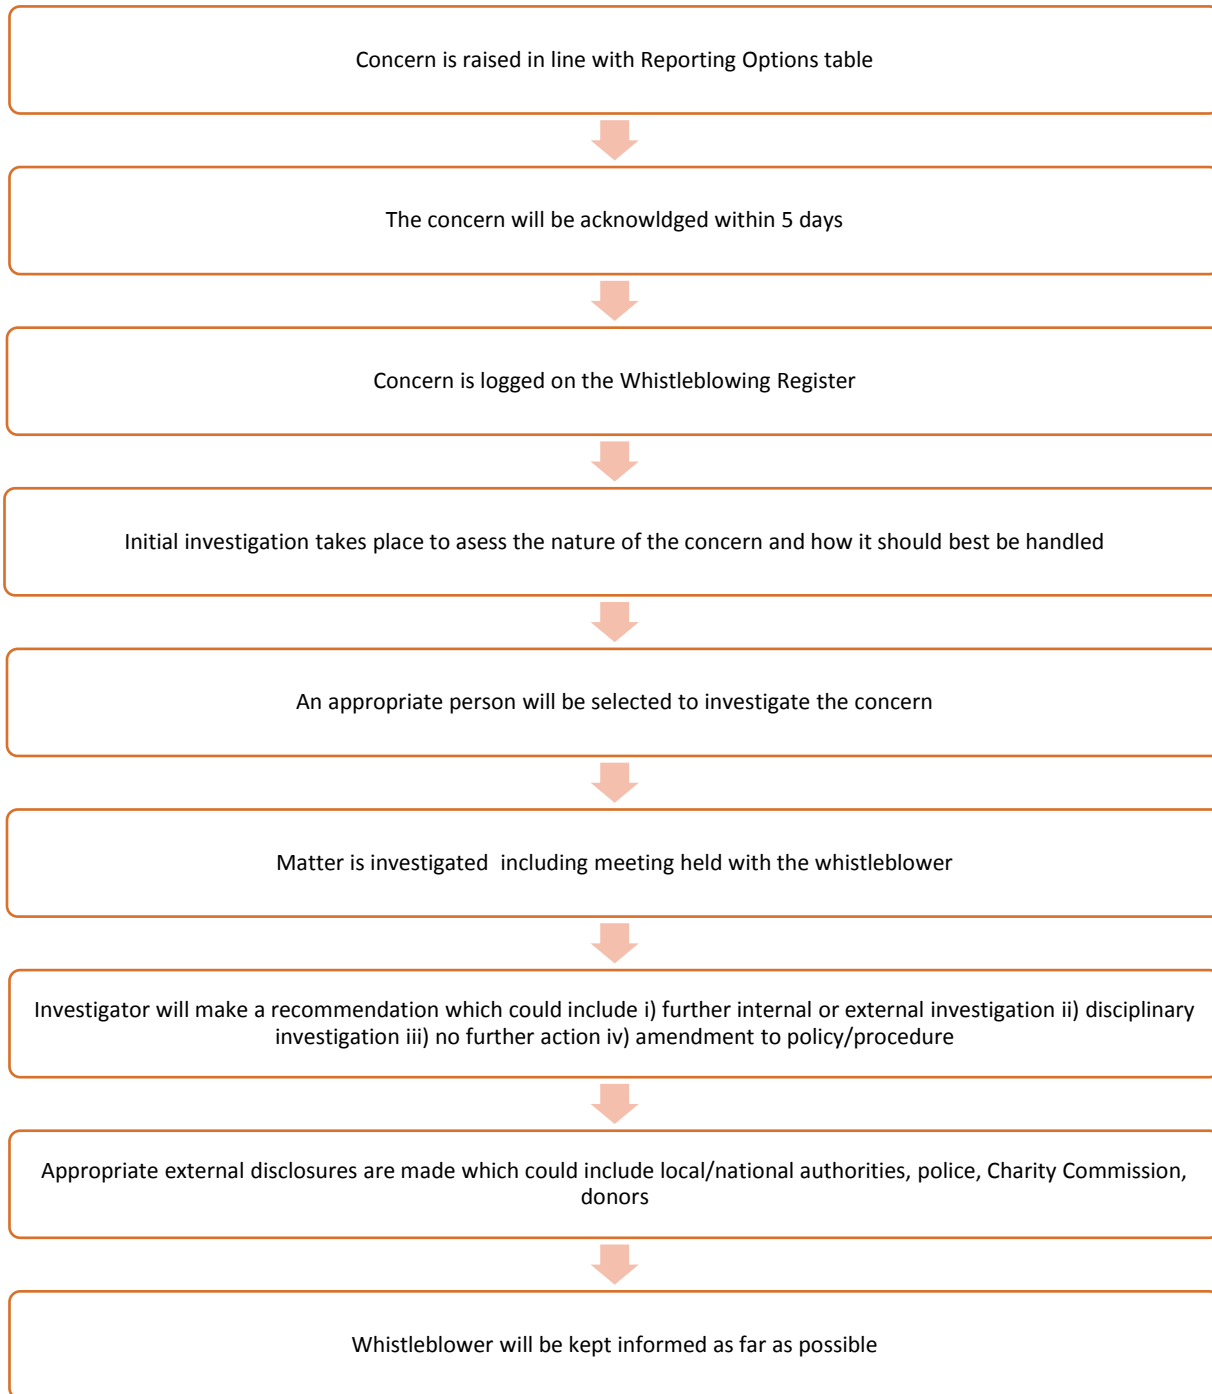 Concern is raised in line with Reporting Options table
The concern will be acknowldged within 5 days
Concern is logged on the Whistleblowing Register
Initial investigation takes place to asess the nature of the concern and how it should best be handled
An appropriate person will be selected to investigate the concern
Matter is investigated  including meeting held with the whistleblower
Investigator will make a recommendation which could include i) further internal or external investigation ii) disciplinary
investigation iii) no further action iv) amendment to policy/procedure
Appropriate external disclosures are made which could include local/national authorities, police, Charity Commission,
donors
Whistleblower will be kept informed as far as possible